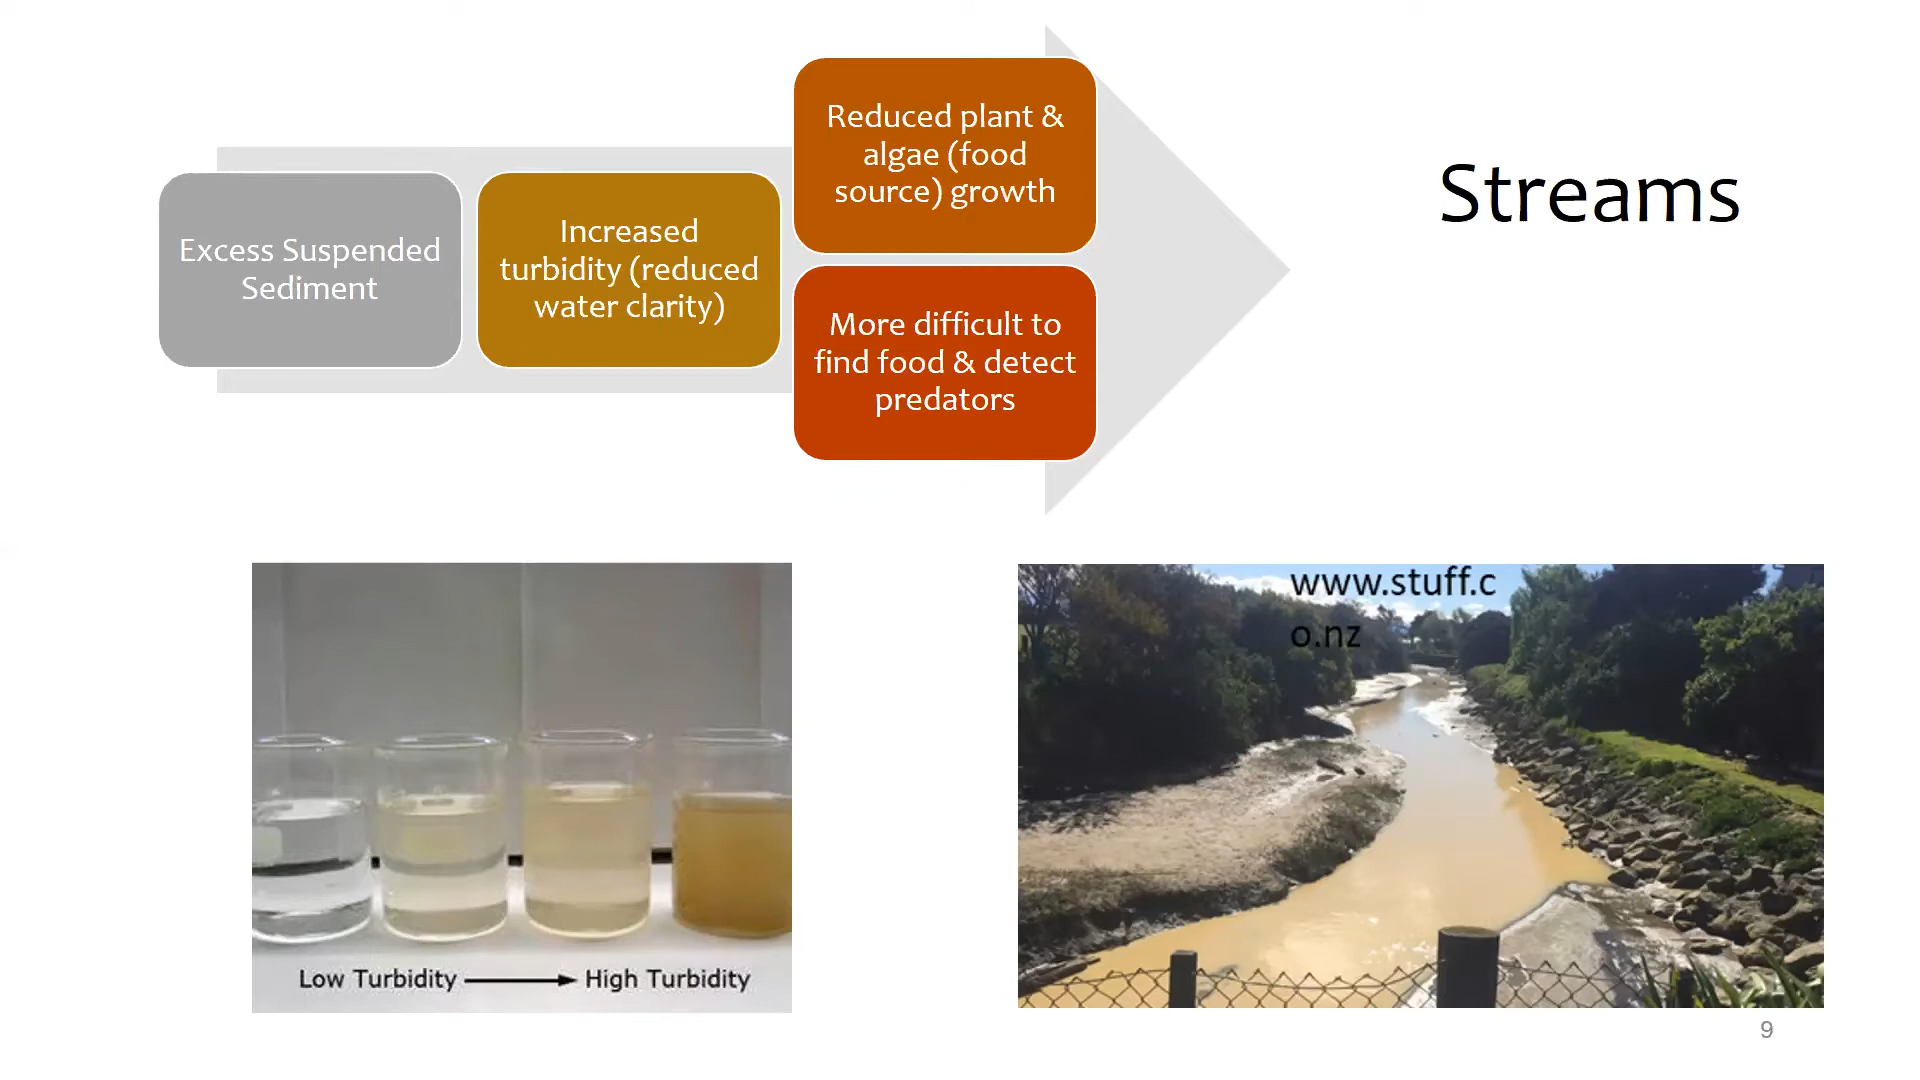 Reduced plant &
algae (food
source) growth
Streams
Excess Suspended
Sediment
Increased
turbidity (reduced
water clarity)
More difficult to
find food & detect
predators
www.stuff.c
o.nz
Low Turbidity
High Turbidity
9